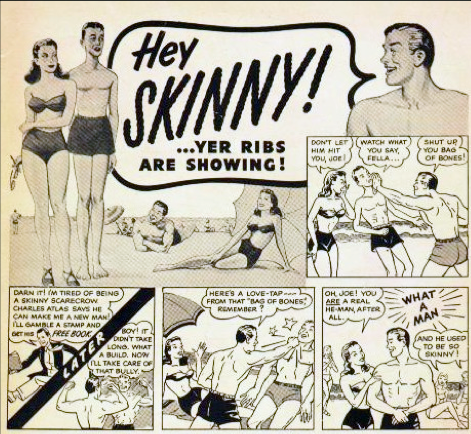 Hey
SKINNY!
...YER RIBS
ARE SHOWING!
DON'T LET
HIM HIT
YOU, JOE!
WATCH WHAT
YOU SAY,
FELLA...
SHUT UP,
YOU BAG
OF BONES!
DARN IT! I'M TIRED OF BEING
A SKINNY SCARECROW.
CHARLES ATLAS SAYS HE
CAN MAKE ME A NEW MAN!
I'LL GAMBLE A STAMP AND
GET HIS FREE BOOK.
LATER
BOY! IT
DIDN'T TAKE
LONG. WHAT
A BUILD. NOW
I'LL TAKE CARE OF
THAT BULLY.
HERE'S A LOVE-TAP---
FROM THAT "BAG OF BONES,"
REMEMBER?
OH, JOE! YOU
ARE A REAL
HE-MAN, AFTER
ALL.
WHAT
A
MAN
AND HE USED
TO BE SO
SKINNY!